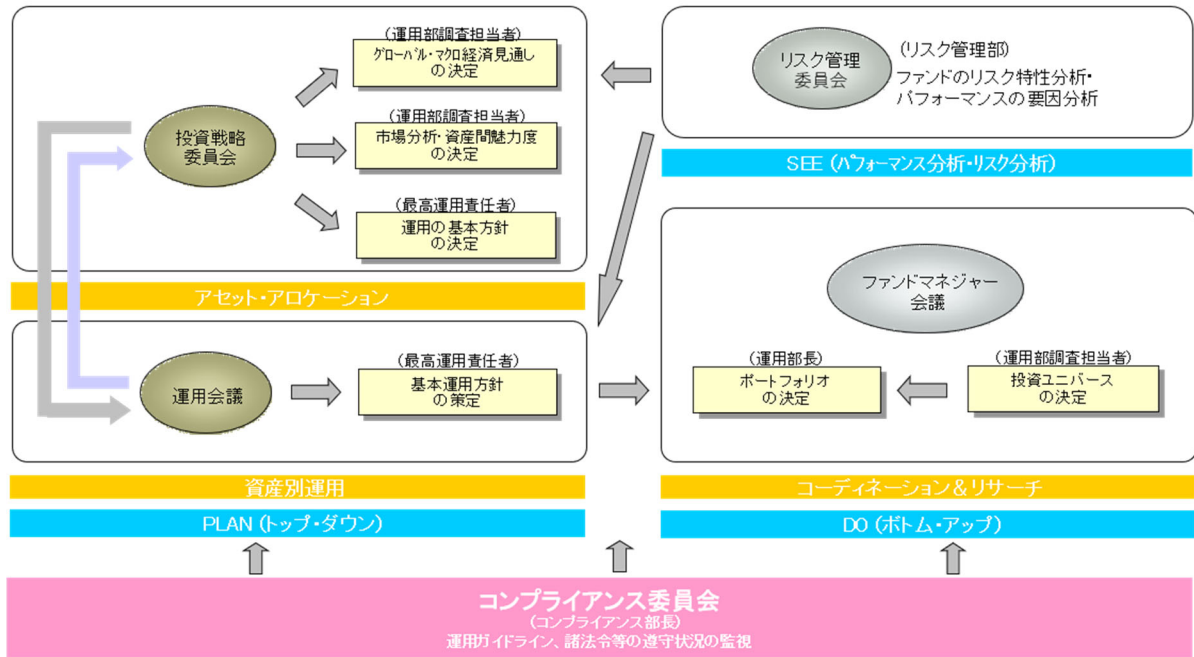 投資戦略
委員会
(運用部調査担当者)
グローバル・マクロ経済見通し
の決定
(運用部調査担当者)
市場分析・資産間魅力度
の決定
(最高運用責任者)
運用の基本方針
の決定
アセット・アロケーション
運用会議
(最高運用責任者)
基本運用方針
の策定
資産別運用
PLAN (トップ・ダウン)
リスク管理
委員会
(リスク管理部)
ファンドのリスク特性分析・
パフォーマンスの要因分析
SEE (パフォーマンス分析・リスク分析)
ファンドマネジャー
会議
(運用部長)
ポートフォリオ
の決定
(運用部調査担当者)
投資ユニバース
の決定
コーディネーション&リサーチ
DO (ボトム・アップ)
コンプライアンス委員会
(コンプライアンス部長)
運用ガイドライン、諸法令等の遵守状況の監視